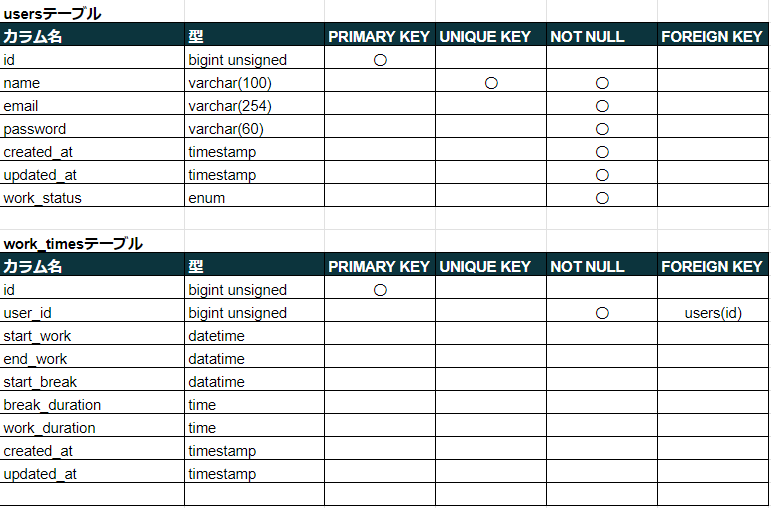 usersテーブル
カラム名 型 PRIMARY KEY UNIQUE KEY NOT NULL FOREIGN KEY
id bigint unsigned ○
name varchar(100) ○ ○
email varchar(254) ○
password varchar(60) ○
created_at timestamp ○
updated_at timestamp ○
work_status enum ○
work_timesテーブル
カラム名 型 PRIMARY KEY UNIQUE KEY NOT NULL FOREIGN KEY
id bigint unsigned ○
user_id bigint unsigned ○ users(id)
start_work datetime
end_work datatime
start_break datatime
break_duration time
work_duration time
created_at timestamp
updated_at timestamp